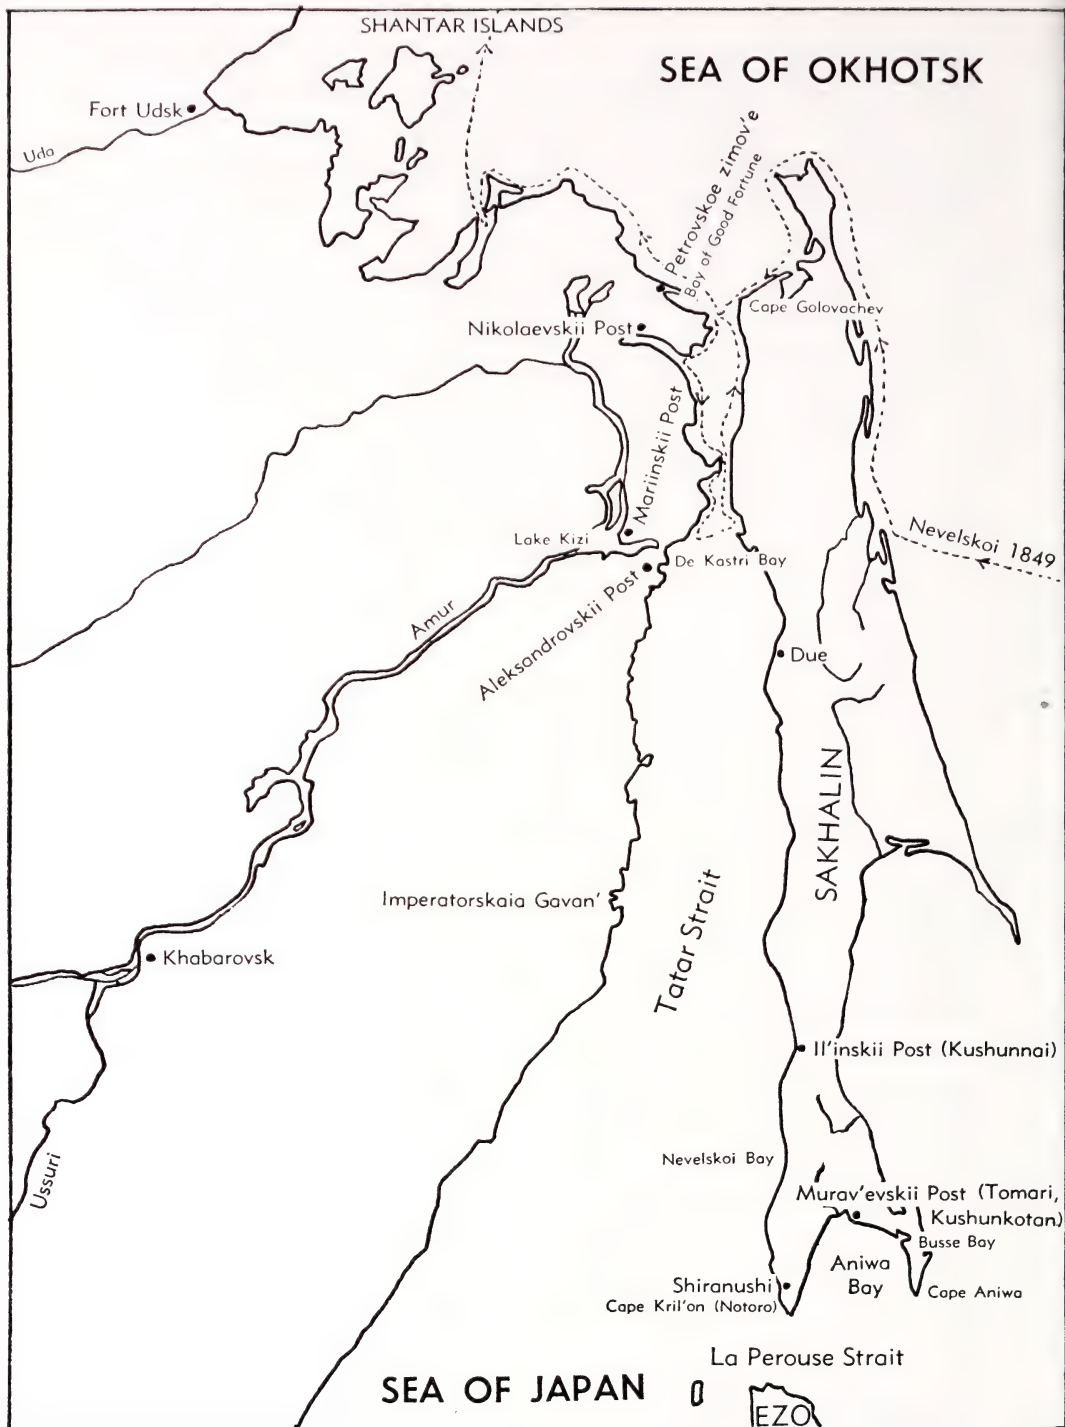 SHANTAR ISLANDS
SEA OF OKHOTSK
Fort Udsk
Uda
Petrovskoe zimov'e
Bay of Good Fortune
Cape Golovachev
Nikolaevskii Post
Mariinskii Post
Nevelskoi 1849
Lake Kizi
De Kastri Bay
Aleksandrovskii Post
Amur
Due
SAKHALIN
Imperatorskaia Gavan'
Tatar Strait
Khabarovsk
Il'inskii Post (Kushunnai)
Ussuri
Nevelskoi Bay
Murav'evskii Post (Tomari,
Kushunkotan)
Busse Bay
Aniwa
Bay
Shiranushi
Cape Kril'on (Notoro)
Cape Aniwa
La Perouse Strait
SEA OF JAPAN
EZO